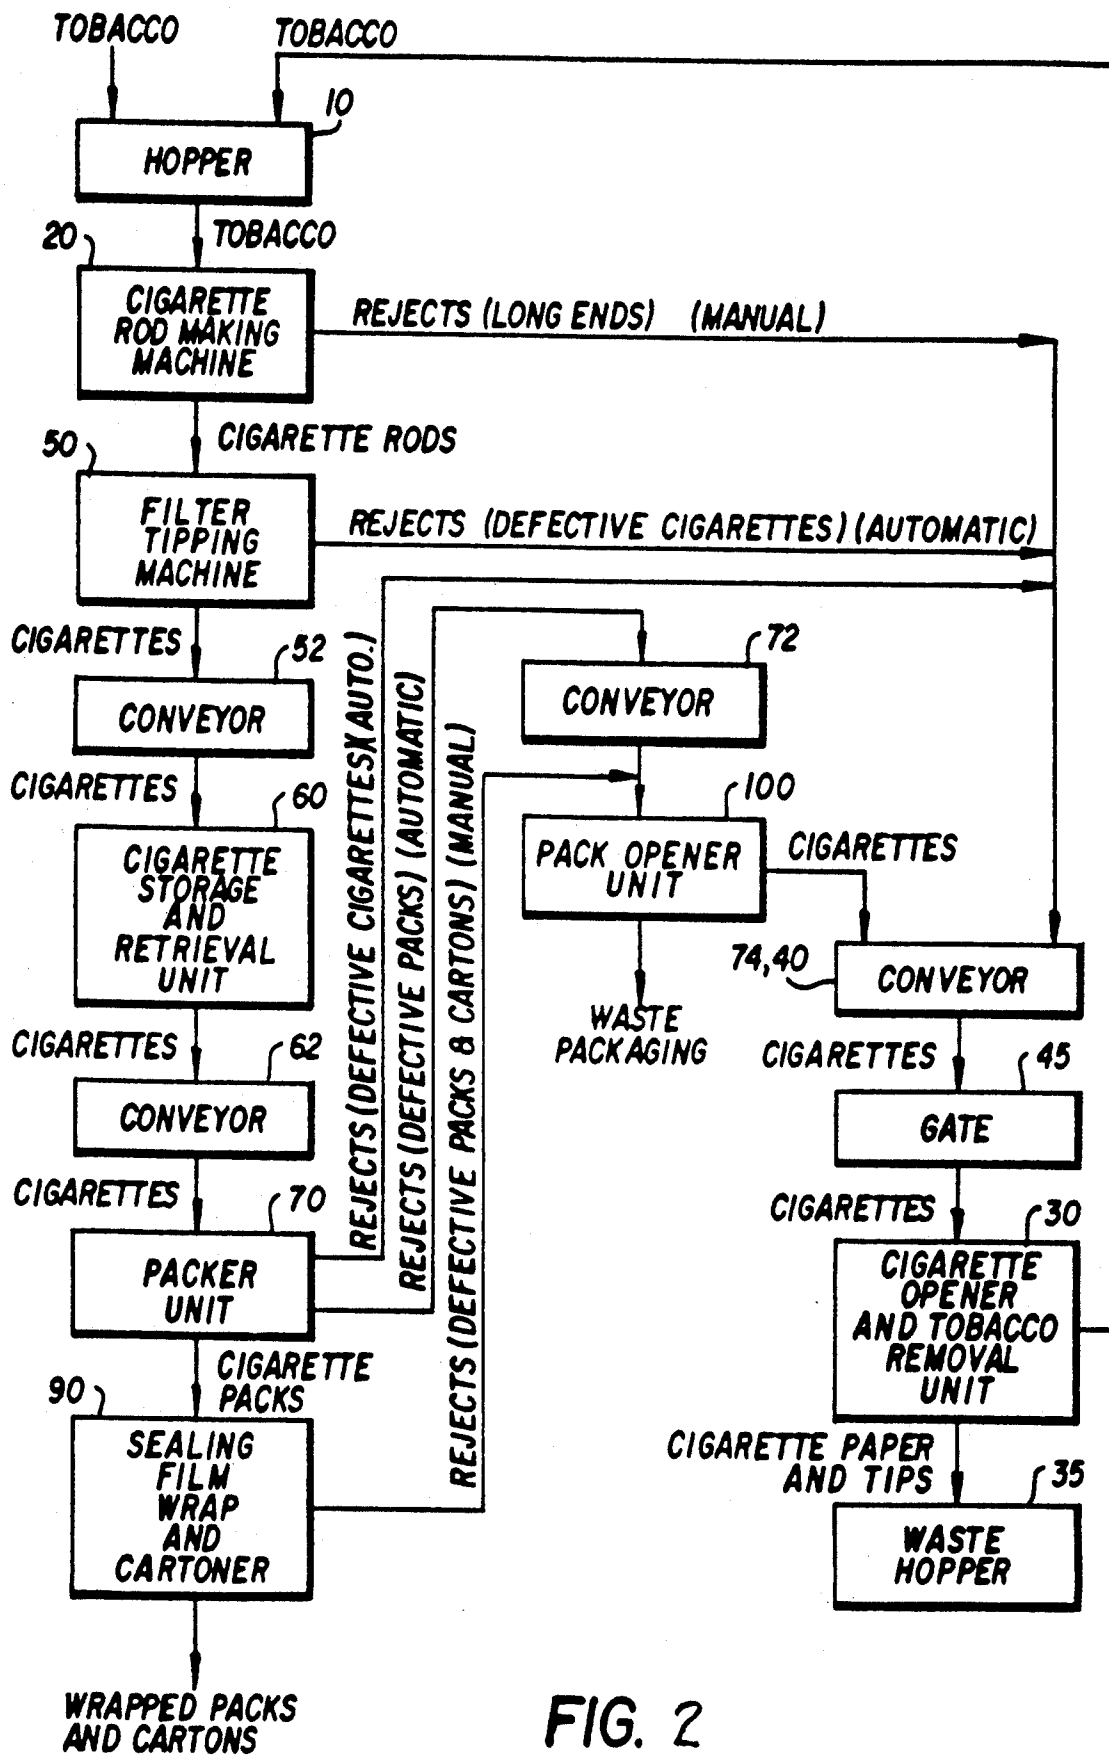 TOBACCO
TOBACCO
10
HOPPER
20
TOBACCO
CIGARETTE
ROD MAKING
MACHINE
REJECTS (LONG ENDS) (MANUAL)
CIGARETTE RODS
50
FILTER
TIPPING
MACHINE
REJECTS (DEFECTIVE CIGARETTES) (AUTOMATIC)
CIGARETTES
52
CONVEYOR
CIGARETTES
60
CIGARETTE
STORAGE
AND
RETRIEVAL
UNIT
CIGARETTES
62
CONVEYOR
CIGARETTES
70
PACKER
UNIT
CIGARETTE
PACKS
90
SEALING
FILM
WRAP
AND
CARTONER
WRAPPED PACKS
AND CARTONS
REJECTS (DEFECTIVE CIGARETTES)(AUTO.)
REJECTS (DEFECTIVE PACKS) (AUTOMATIC)
REJECTS (DEFECTIVE PACKS & CARTONS) (MANUAL)
72
CONVEYOR
100
PACK OPENER
UNIT
CIGARETTES
WASTE
PACKAGING
74,40
CONVEYOR
CIGARETTES
45
GATE
CIGARETTES
30
CIGARETTE
OPENER
AND TOBACCO
REMOVAL
UNIT
CIGARETTE PAPER
AND TIPS
35
WASTE
HOPPER
FIG. 2